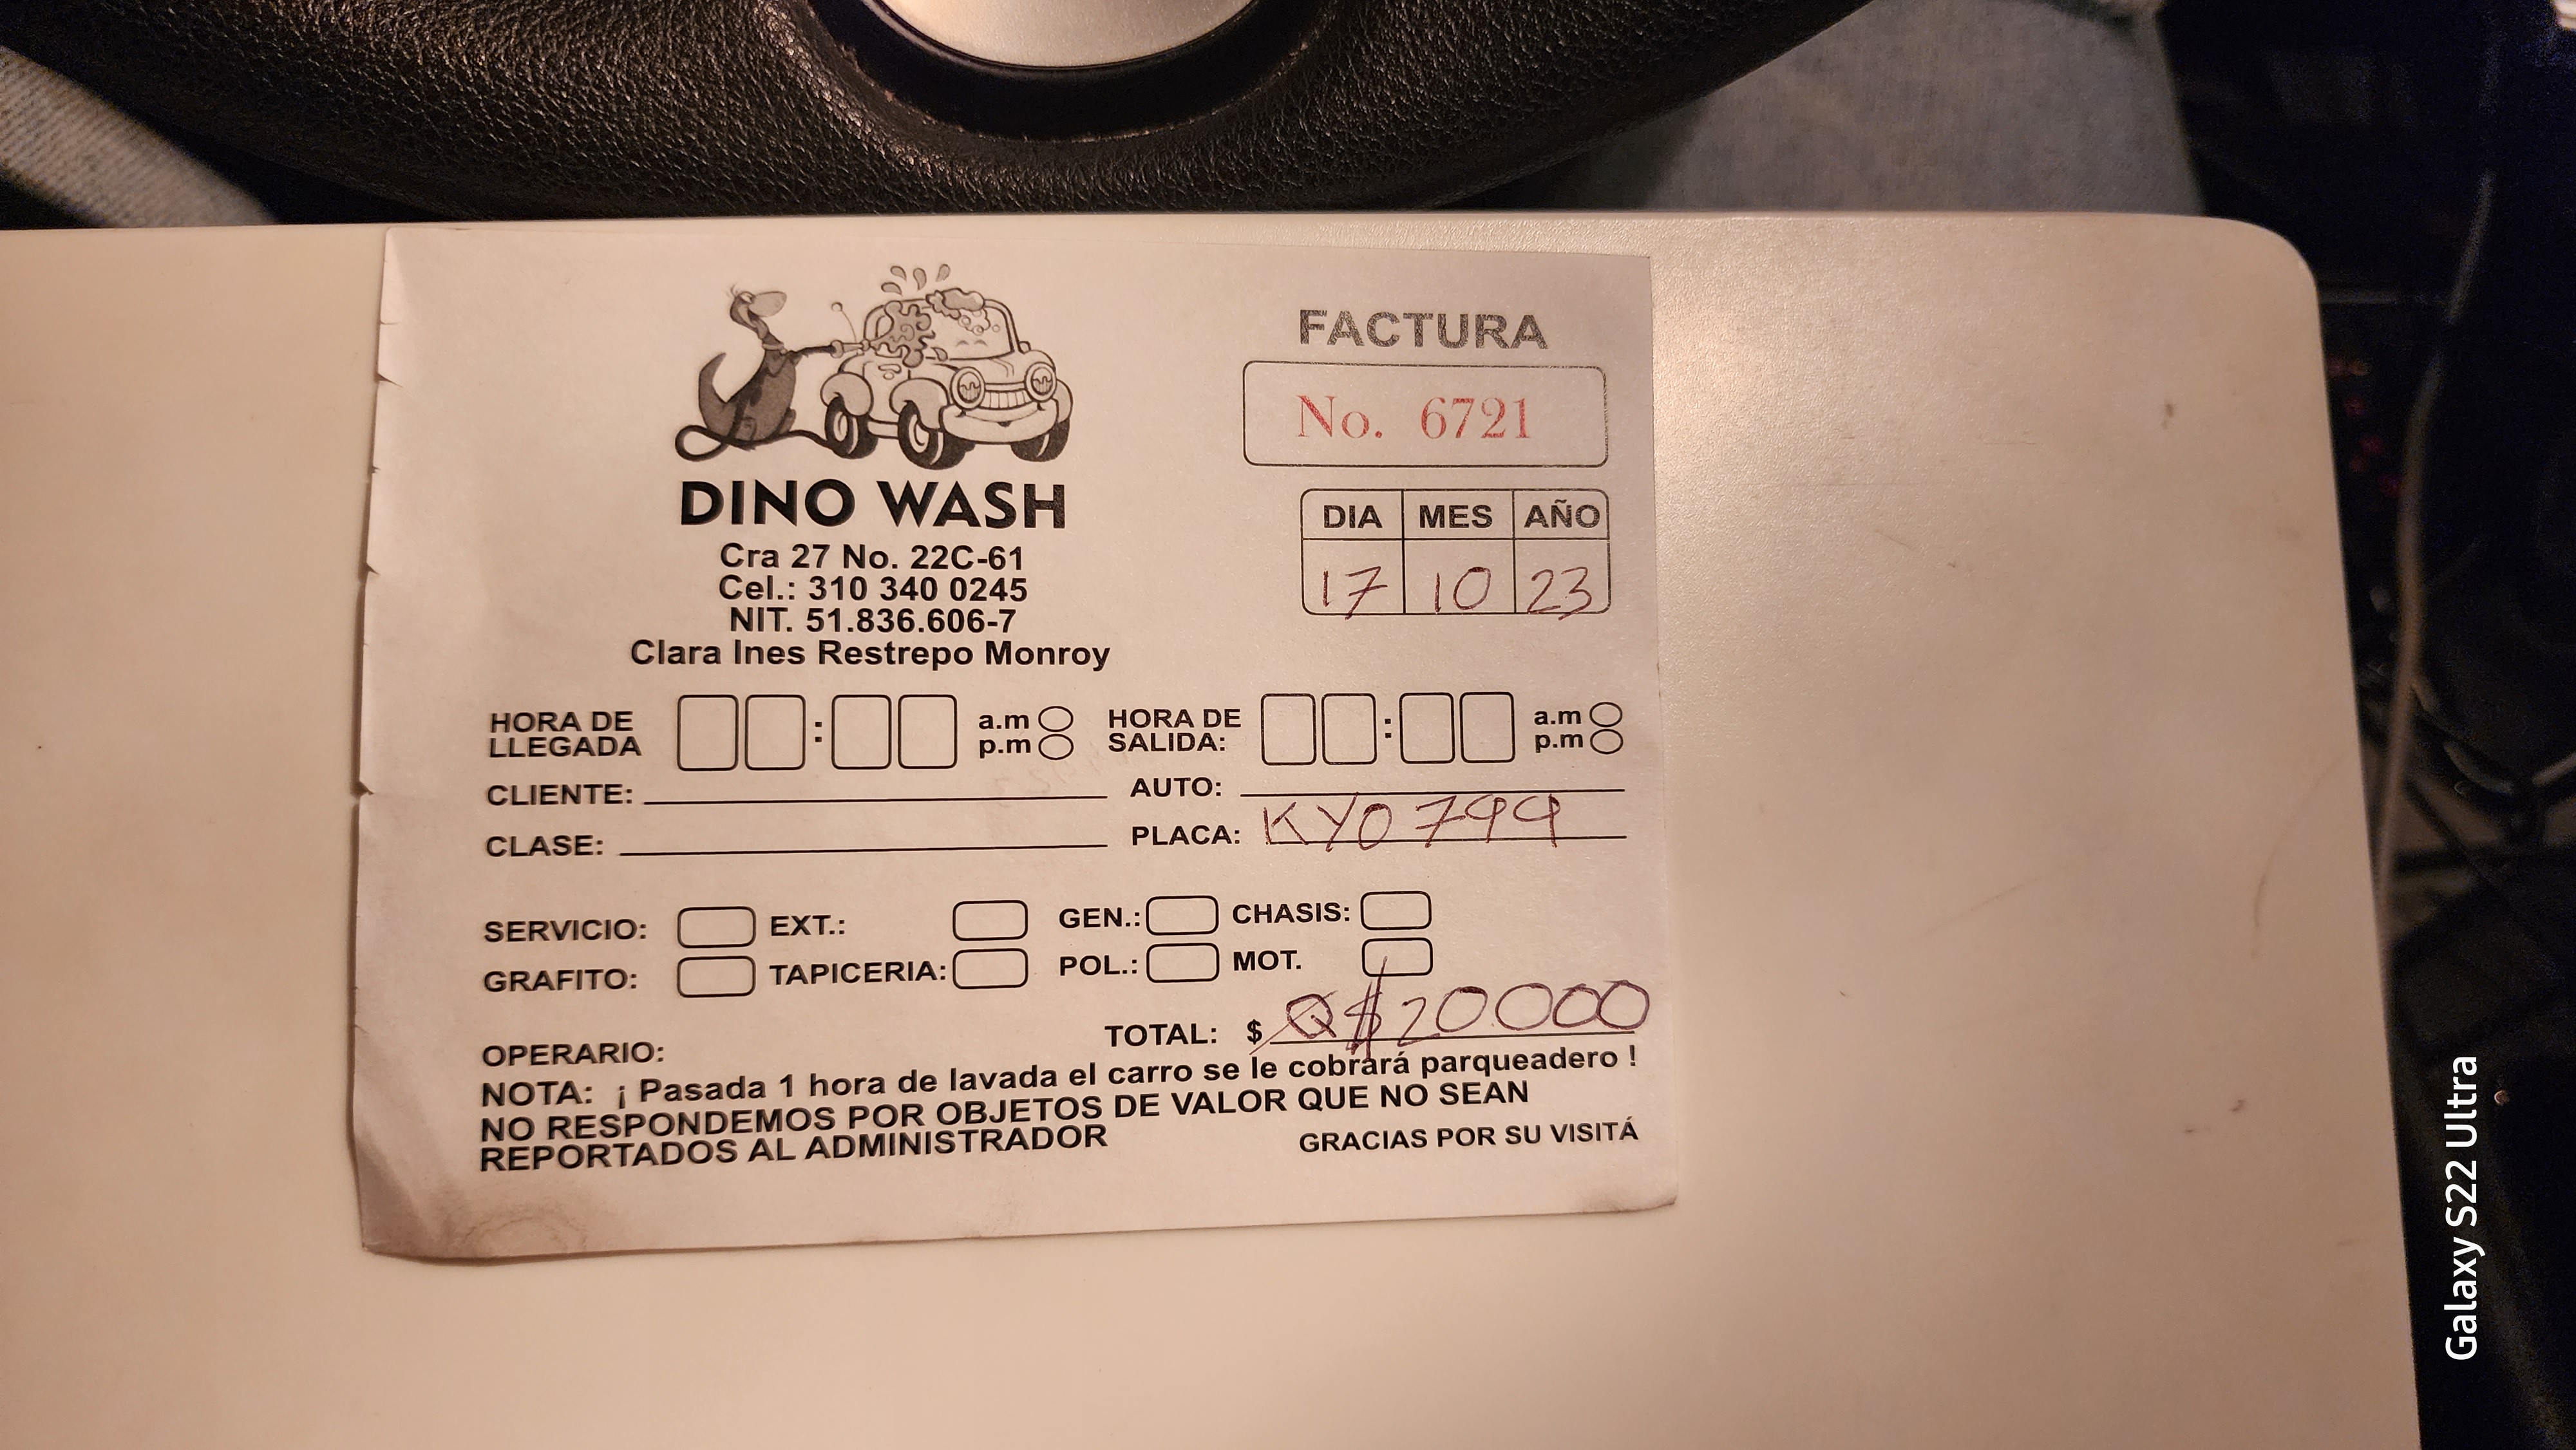 FACTURA
No. 6721
DINO WASH
Cra 27 No. 22C-61
Cel.: 310 340 0245
NIT. 51.836.606-7
Clara Ines Restrepo Monroy
DIA MES AÑO
17 10 23
HORA DE LLEGADA : a.m p.m HORA DE SALIDA: : a.m p.m
CLIENTE: AUTO:
CLASE: PLACA: KYO 799
SERVICIO: EXT.: GEN.: CHASIS:
GRAFITO: TAPICERIA: POL.: MOT.
TOTAL: $ $20.000
OPERARIO:
NOTA: ¡ Pasada 1 hora de lavada el carro se le cobrará parqueadero !
NO RESPONDEMOS POR OBJETOS DE VALOR QUE NO SEAN
REPORTADOS AL ADMINISTRADOR
GRACIAS POR SU VISITÁ
Galaxy S22 Ultra